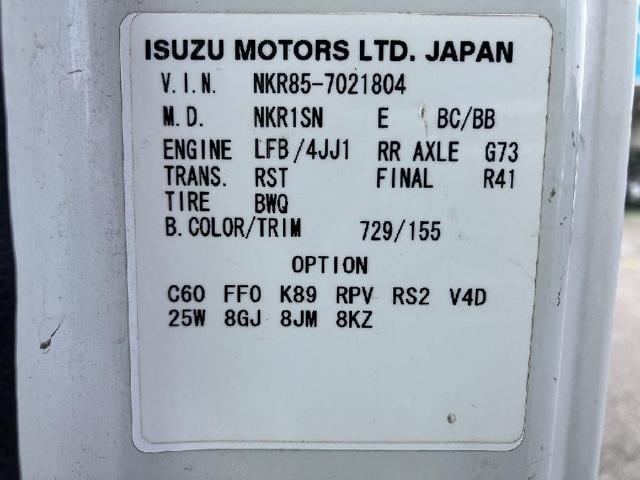 ISUZU MOTORS LTD. JAPAN
V.I.N. NKR85-7021804
M.D. NKR1SN E BC/BB
ENGINE LFB/4JJ1 RR AXLE G73
TRANS. RST FINAL R41
TIRE BWQ
B.COLOR/TRIM 729/155
OPTION
C60 FF0 K89 RPV RS2 V4D
25W 8GJ 8JM 8KZ